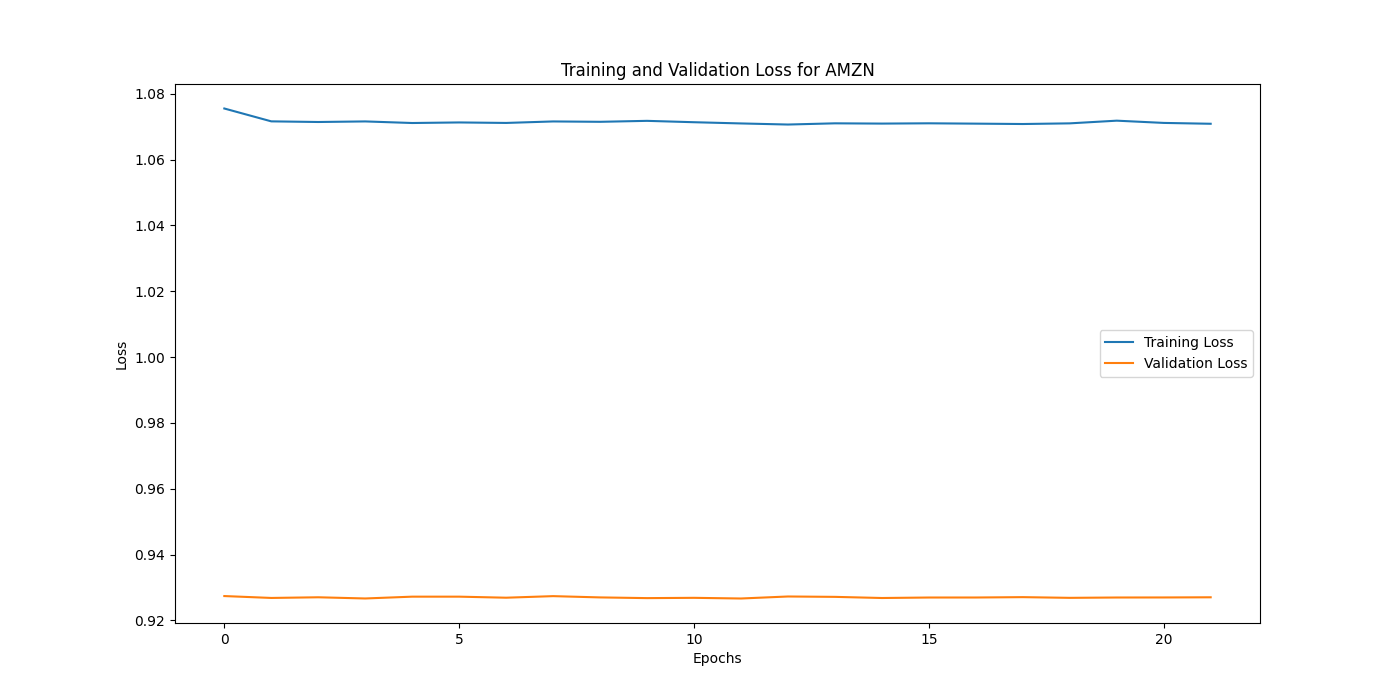 Training and Validation Loss for AMZN
1.08
1.06
1.04
1.02
1.00
0.98
0.96
0.94
0.92
Loss
Training Loss
Validation Loss
0 5 10 15 20
Epochs